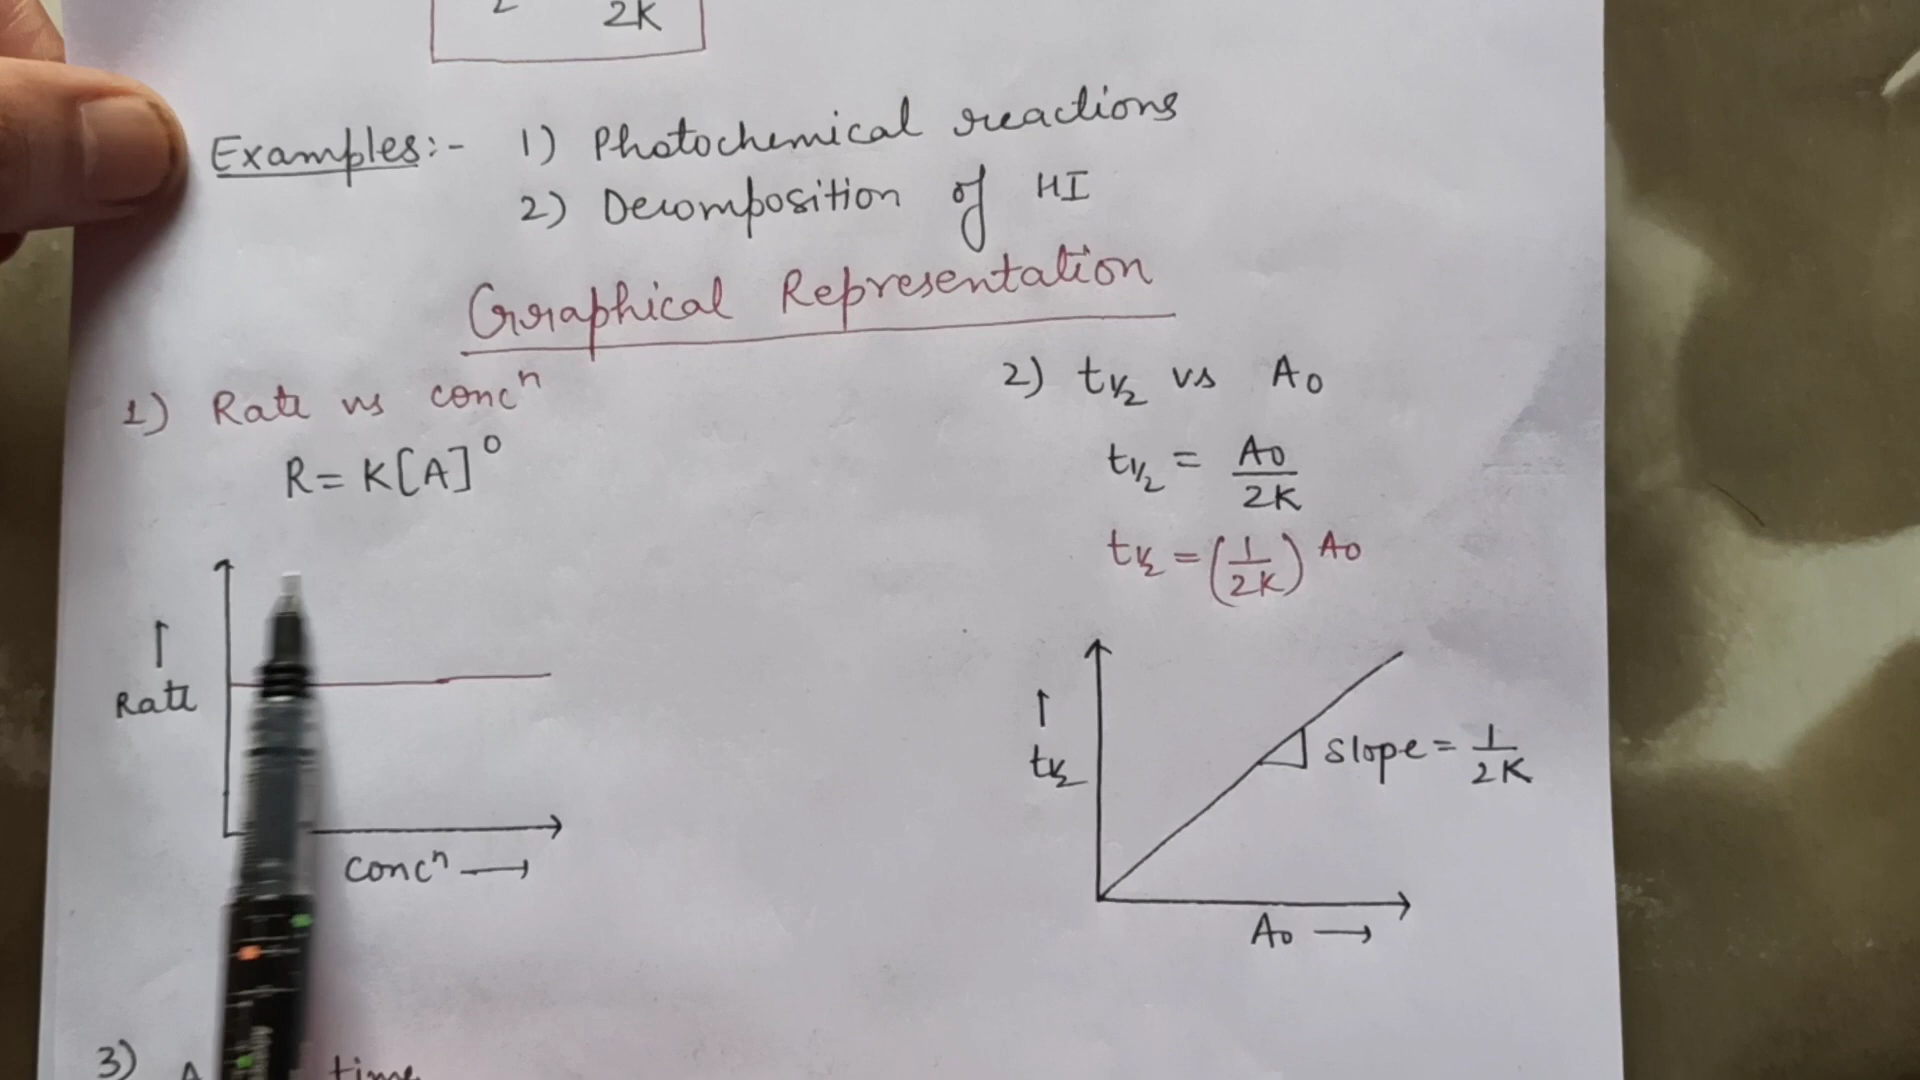 2K
Examples:- 1) Photochemical reactions
2) Decomposition of HI
Graphical Representation
1) Rate vs concⁿ
R = K[A]⁰
↑
Rate
Concⁿ →
2) t½ vs A₀
t½ = A₀/2K
t½ = (1/2K) A₀
↑
t½
Slope = 1/2K
A₀ →
3) A time